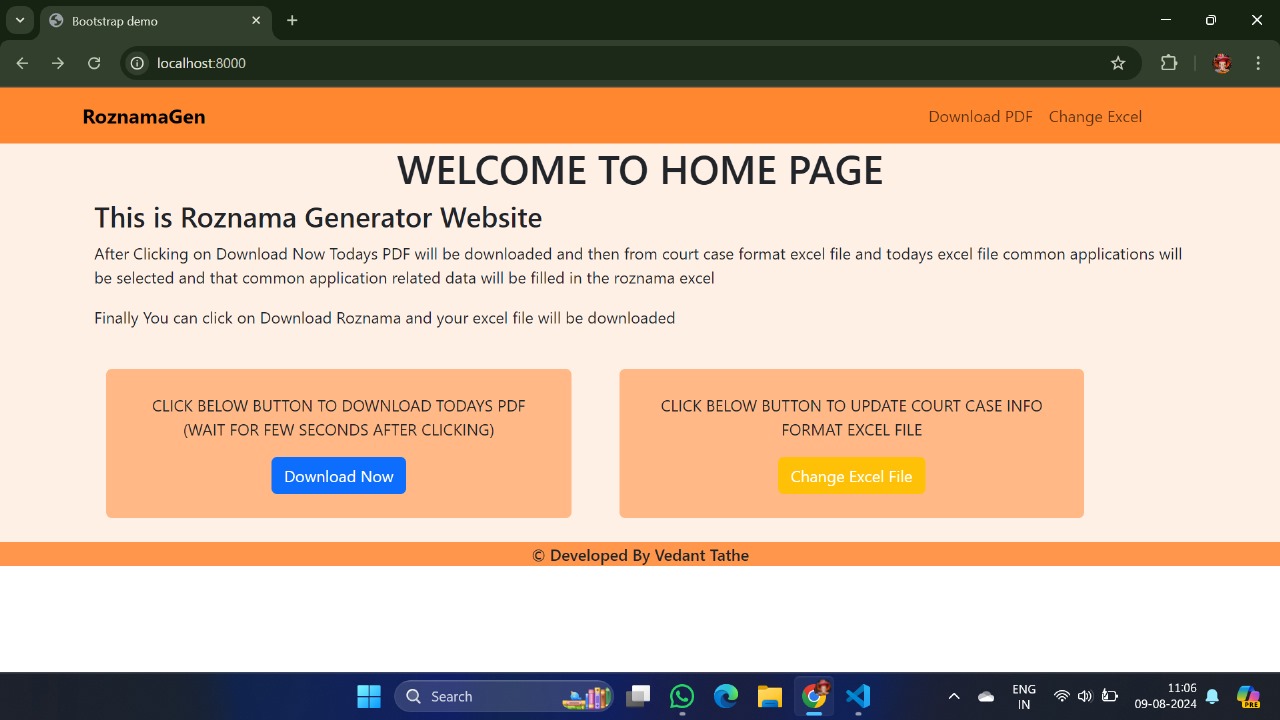 Bootstrap demo
localhost:8000
RoznamaGen
Download PDF Change Excel
WELCOME TO HOME PAGE
This is Roznama Generator Website
After Clicking on Download Now Todays PDF will be downloaded and then from court case format excel file and todays excel file common applications will
be selected and that common application related data will be filled in the roznama excel
Finally You can click on Download Roznama and your excel file will be downloaded
CLICK BELOW BUTTON TO DOWNLOAD TODAYS PDF
(WAIT FOR FEW SECONDS AFTER CLICKING)
Download Now
CLICK BELOW BUTTON TO UPDATE COURT CASE INFO
FORMAT EXCEL FILE
Change Excel File
© Developed By Vedant Tathe
Search
ENG
IN
11:06
09-08-2024
PRE